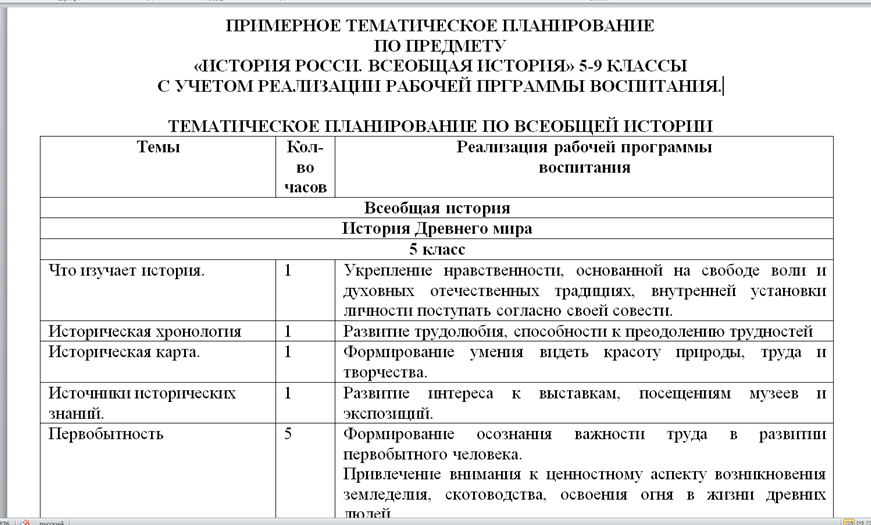 ПРИМЕРНОЕ ТЕМАТИЧЕСКОЕ ПЛАНИРОВАНИЕ
ПО ПРЕДМЕТУ
«ИСТОРИЯ РОССИ. ВСЕОБЩАЯ ИСТОРИЯ» 5-9 КЛАССЫ
С УЧЕТОМ РЕАЛИЗАЦИИ РАБОЧЕЙ ПРГРАММЫ ВОСПИТАНИЯ.
ТЕМАТИЧЕСКОЕ ПЛАНИРОВАНИЕ ПО ВСЕОБЩЕЙ ИСТОРИИ
Темы
Кол-
во
часов
Реализация рабочей программы
воспитания
Всеобщая история
История Древнего мира
5 класс
Что изучает история.
1
Укрепление нравственности, основанной на свободе воли и
духовных отечественных традициях, внутренней установки
личности поступать согласно своей совести.
Историческая хронология
1
Развитие трудолюбия, способности к преодолению трудностей
Историческая карта.
1
Формирование умения видеть красоту природы, труда и
творчества.
Источники исторических
знаний.
1
Развитие интереса к выставкам, посещениям музеев и
экспозиций.
Первобытность
5
Формирование осознания важности труда в развитии
первобытного человека.
Привлечение внимания к ценностному аспекту возникновения
земледелия, скотоводства, освоения огня в жизни древних
людей
русский